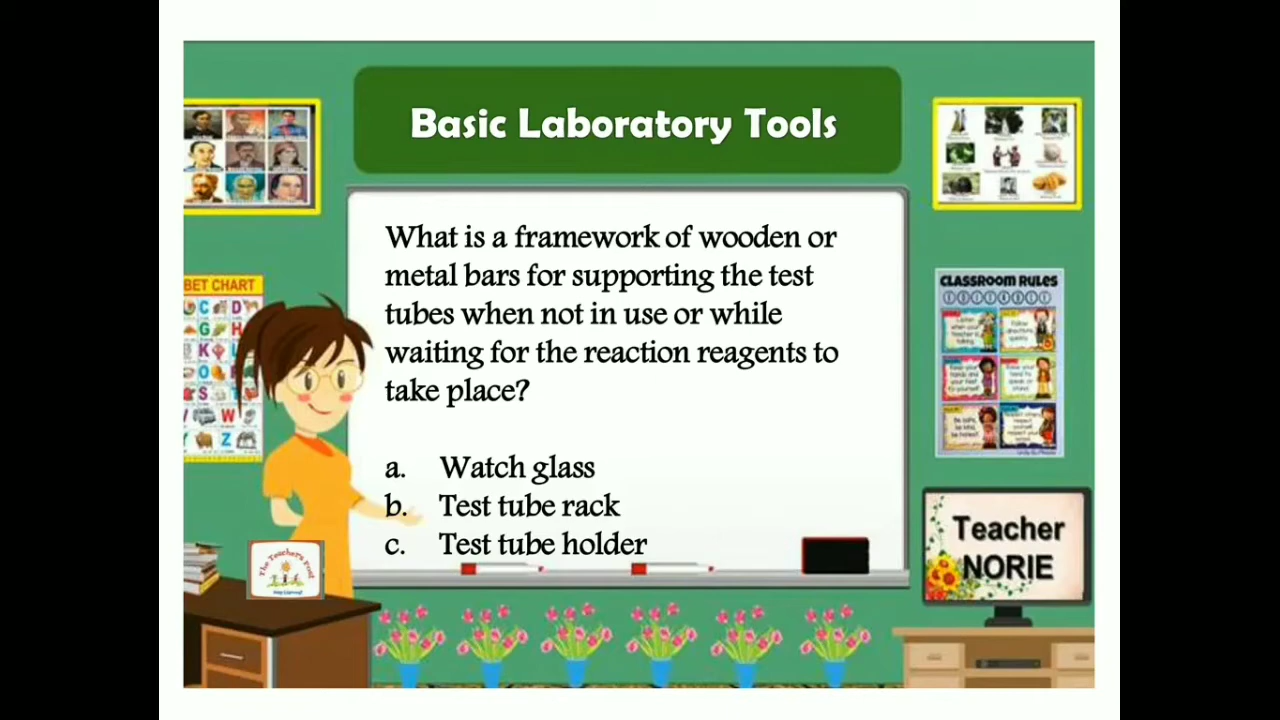 Basic Laboratory Tools
What is a framework of wooden or
metal bars for supporting the test
tubes when not in use or while
waiting for the reaction reagents to
take place?
a. Watch glass
b. Test tube rack
c. Test tube holder
BET CHART
C D
G H
K L
O
S T
W
Y Z
CLASSROOM RULES
Teacher
NORIE